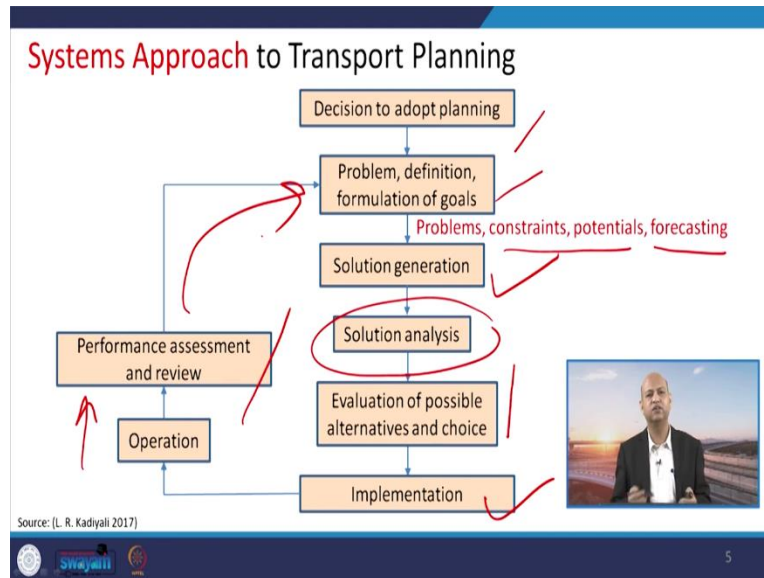 Systems Approach to Transport Planning
Decision to adopt planning
Problem, definition,
formulation of goals
Problems, constraints, potentials, forecasting
Solution generation
Solution analysis
Performance assessment
and review
Evaluation of possible
alternatives and choice
Operation
Implementation
Source: (L. R. Kadiyali 2017)
swayam
5